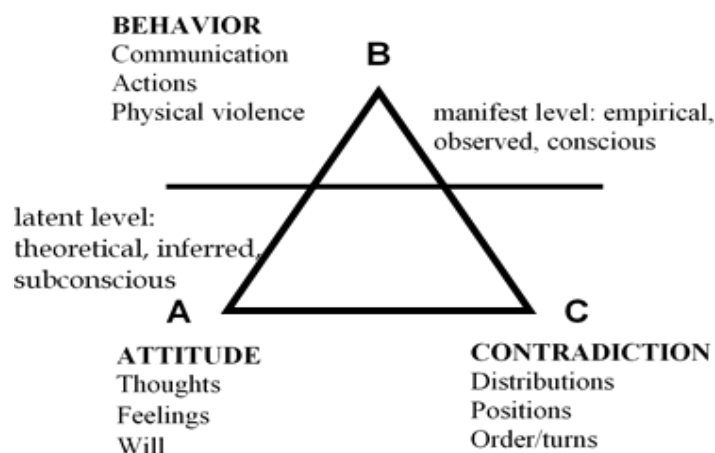 BEHAVIOR
Communication
Actions
Physical violence
B
manifest level: empirical,
observed, conscious
latent level:
theoretical, inferred,
subconscious
A
C
ATTITUDE
Thoughts
Feelings
Will
CONTRADICTION
Distributions
Positions
Order/turns